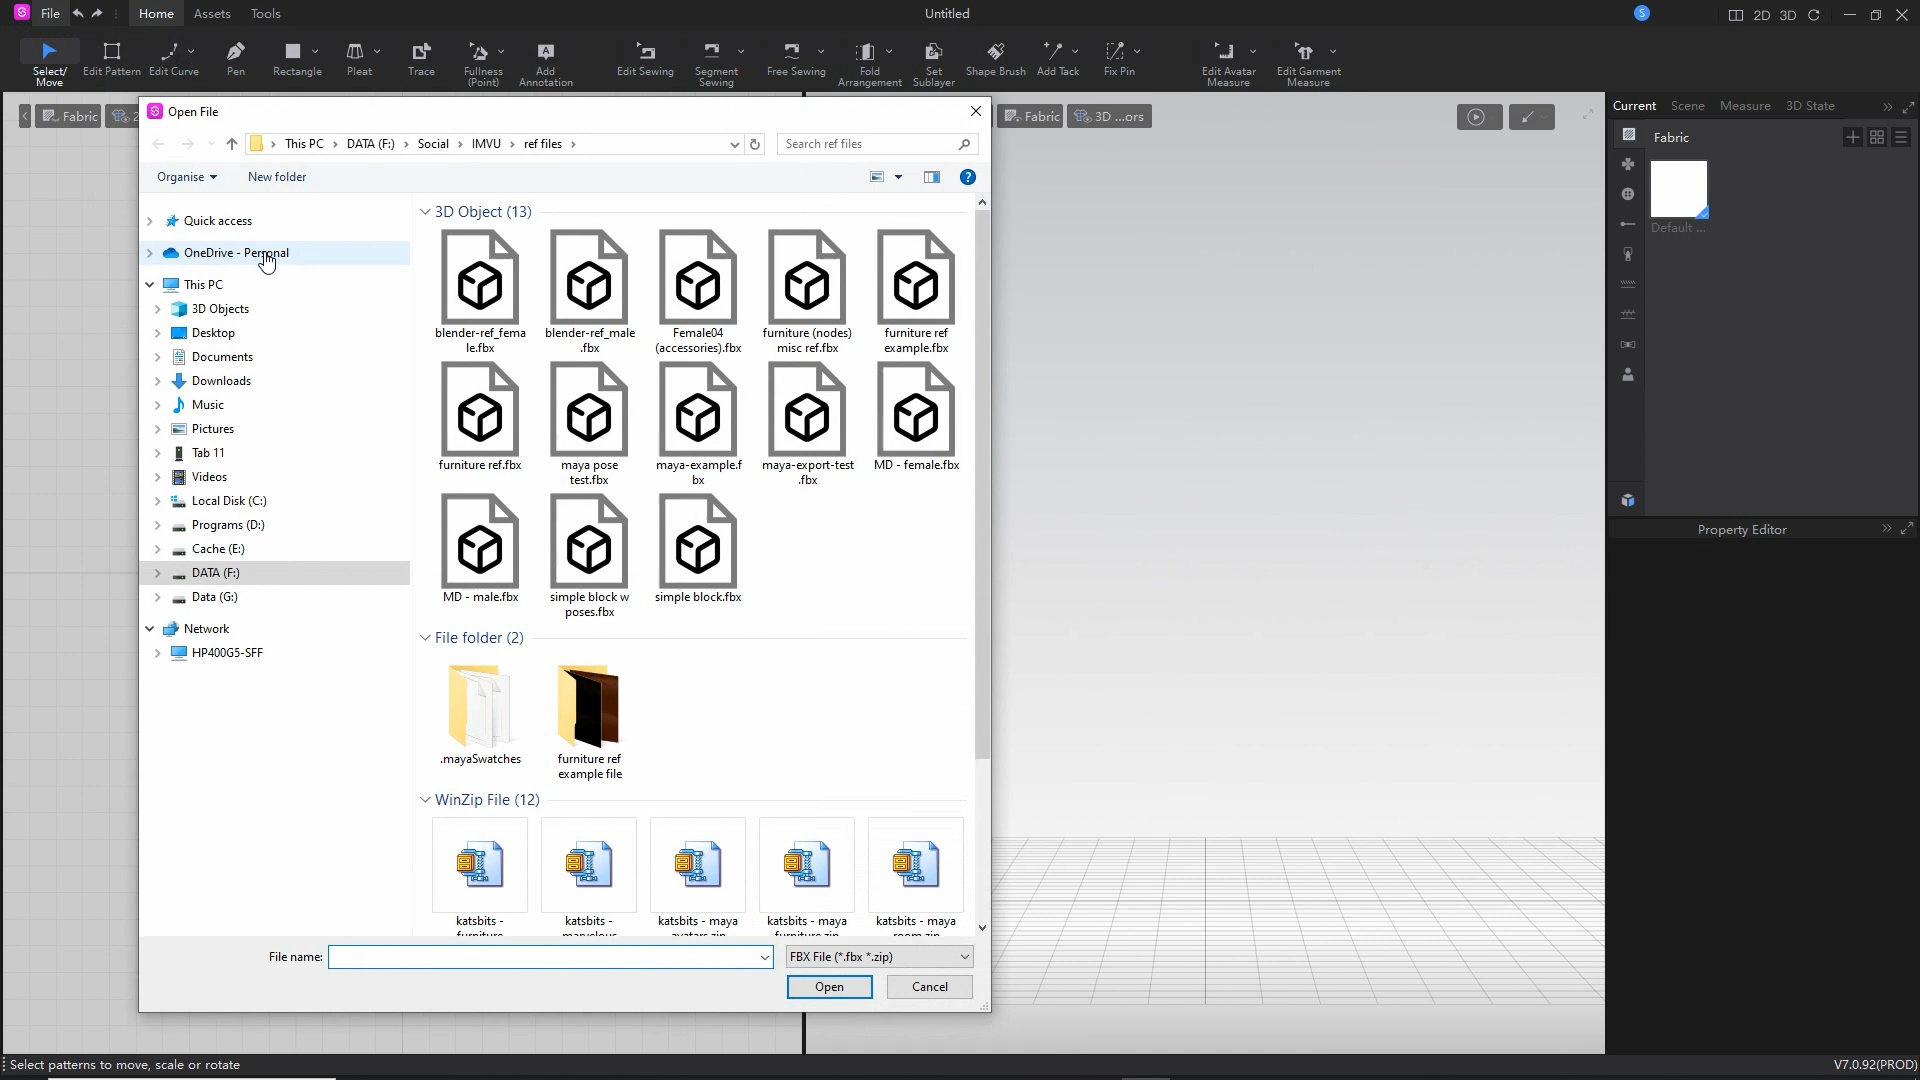 File
Home
Assets
Tools
Untitled
S
2D
3D
Select/
Move
Edit Pattern
Edit Curve
Pen
Rectangle
Pleat
Trace
Fullness
(Point)
Add
Annotation
Edit Sewing
Segment
Sewing
Free Sewing
Fold
Arrangement
Set
Sublayer
Shape Brush
Add Tack
Fix Pin
Edit Avatar
Measure
Edit Garment
Measure
Fabric
2
Open File
Fabric
3D ...ors
Current
Scene
Measure
3D State
Fabric
Default ...
Property Editor
This PC
DATA (F:)
Social
IMVU
ref files
Search ref files
Organise
New folder
Quick access
OneDrive - Personal
This PC
3D Objects
Desktop
Documents
Downloads
Music
Pictures
Tab 11
Videos
Local Disk (C:)
Programs (D:)
Cache (E:)
DATA (F:)
Data (G:)
Network
HP400G5-SFF
3D Object (13)
blender-ref_fema
le.fbx
blender-ref_male
.fbx
Female04
(accessories).fbx
furniture (nodes)
misc ref.fbx
furniture ref
example.fbx
furniture ref.fbx
maya pose
test.fbx
maya-example.f
bx
maya-export-test
.fbx
MD - female.fbx
MD - male.fbx
simple block w
poses.fbx
simple block.fbx
File folder (2)
.mayaSwatches
furniture ref
example file
WinZip File (12)
katsbits -
furniture
katsbits -
marvelous
katsbits - maya
avatars.zip
katsbits - maya
furniture.zip
katsbits - maya
room.zip
File name:
FBX File (*.fbx *.zip)
Open
Cancel
Select patterns to move, scale or rotate
V7.0.92(PROD)